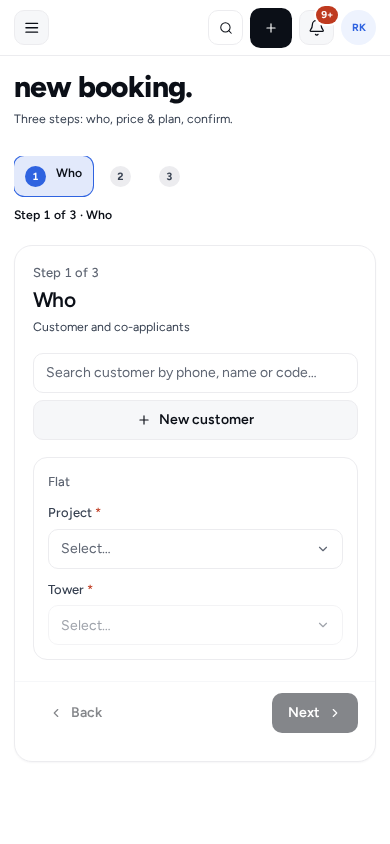 9+
RK
new booking.
Three steps: who, price & plan, confirm.
1 Who 2 3
Step 1 of 3 · Who
Step 1 of 3
Who
Customer and co-applicants
Search customer by phone, name or code...
+ New customer
Flat
Project *
Select...
Tower *
Select...
Back Next